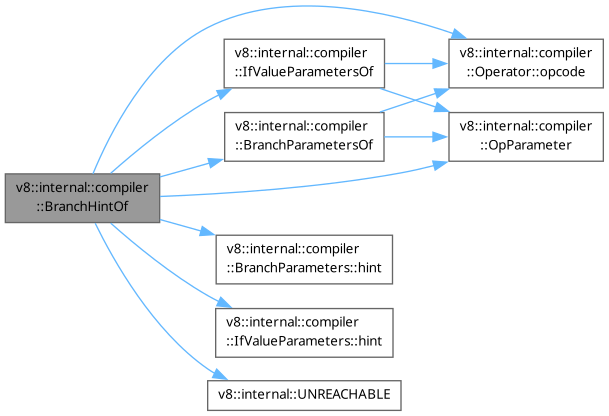 v8::internal::compiler
::BranchHintOf
v8::internal::compiler
::IfValueParametersOf
v8::internal::compiler
::BranchParametersOf
v8::internal::compiler
::Operator::opcode
v8::internal::compiler
::OpParameter
v8::internal::compiler
::BranchParameters::hint
v8::internal::compiler
::IfValueParameters::hint
v8::internal::UNREACHABLE